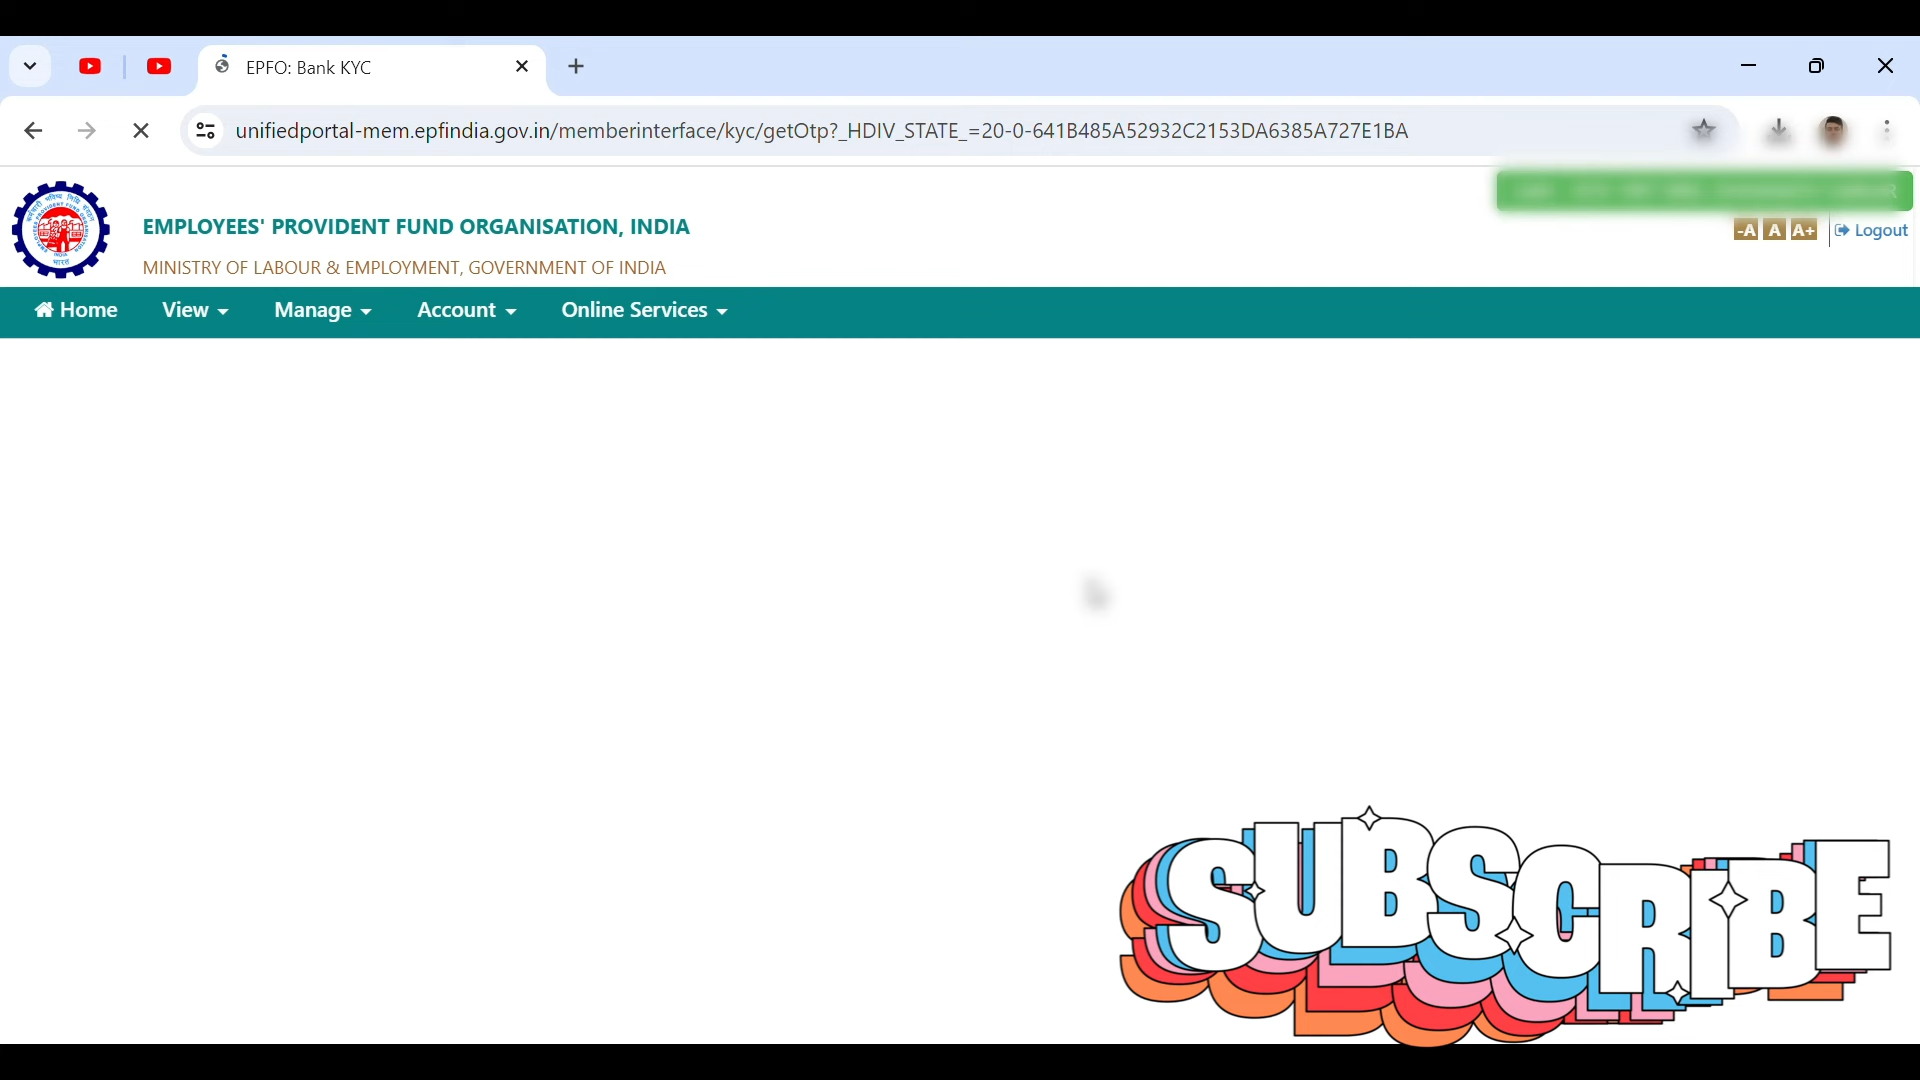 EPFO: Bank KYC
unifiedportal-mem.epfindia.gov.in/memberinterface/kyc/getOtp?_HDIV_STATE_=20-0-641B485A52932C2153DA6385A727E1BA
EMPLOYEES' PROVIDENT FUND ORGANISATION, INDIA
MINISTRY OF LABOUR & EMPLOYMENT, GOVERNMENT OF INDIA
-A A A+ Logout
Home View Manage Account Online Services
SUBSCRIBE